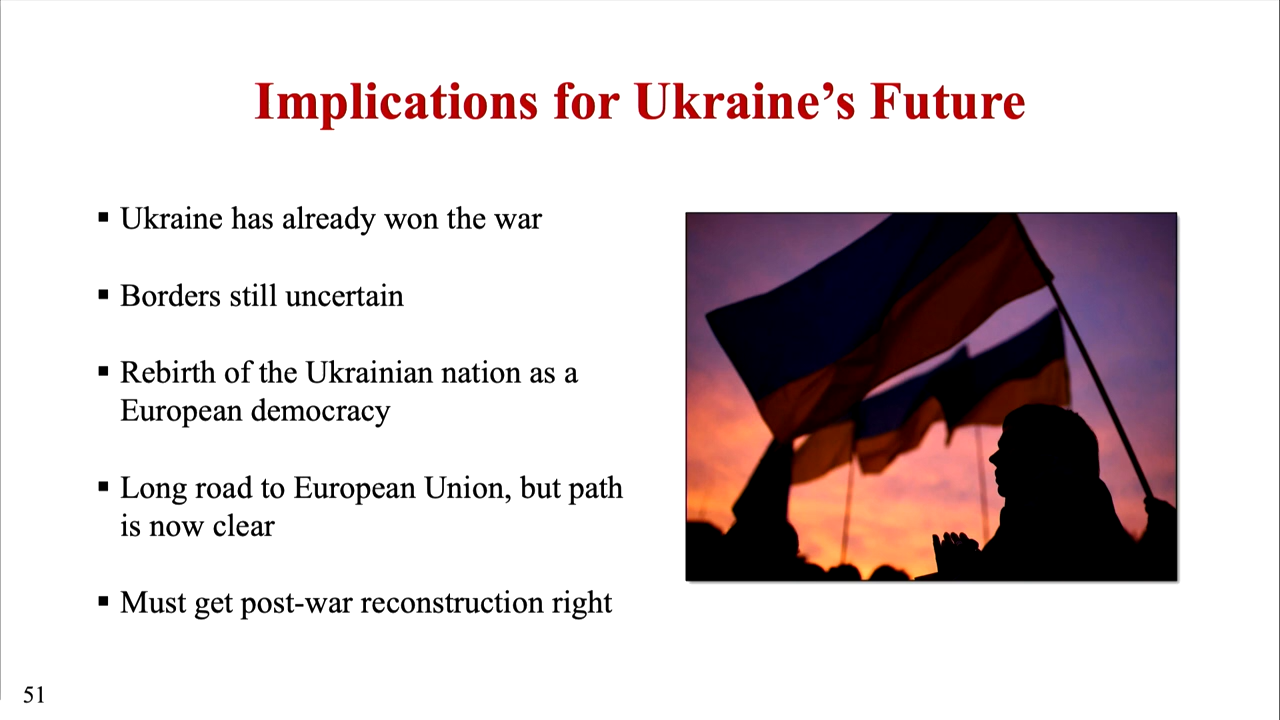 Implications for Ukraine’s Future
▪ Ukraine has already won the war
▪ Borders still uncertain
▪ Rebirth of the Ukrainian nation as a
European democracy
▪ Long road to European Union, but path
is now clear
▪ Must get post-war reconstruction right
51